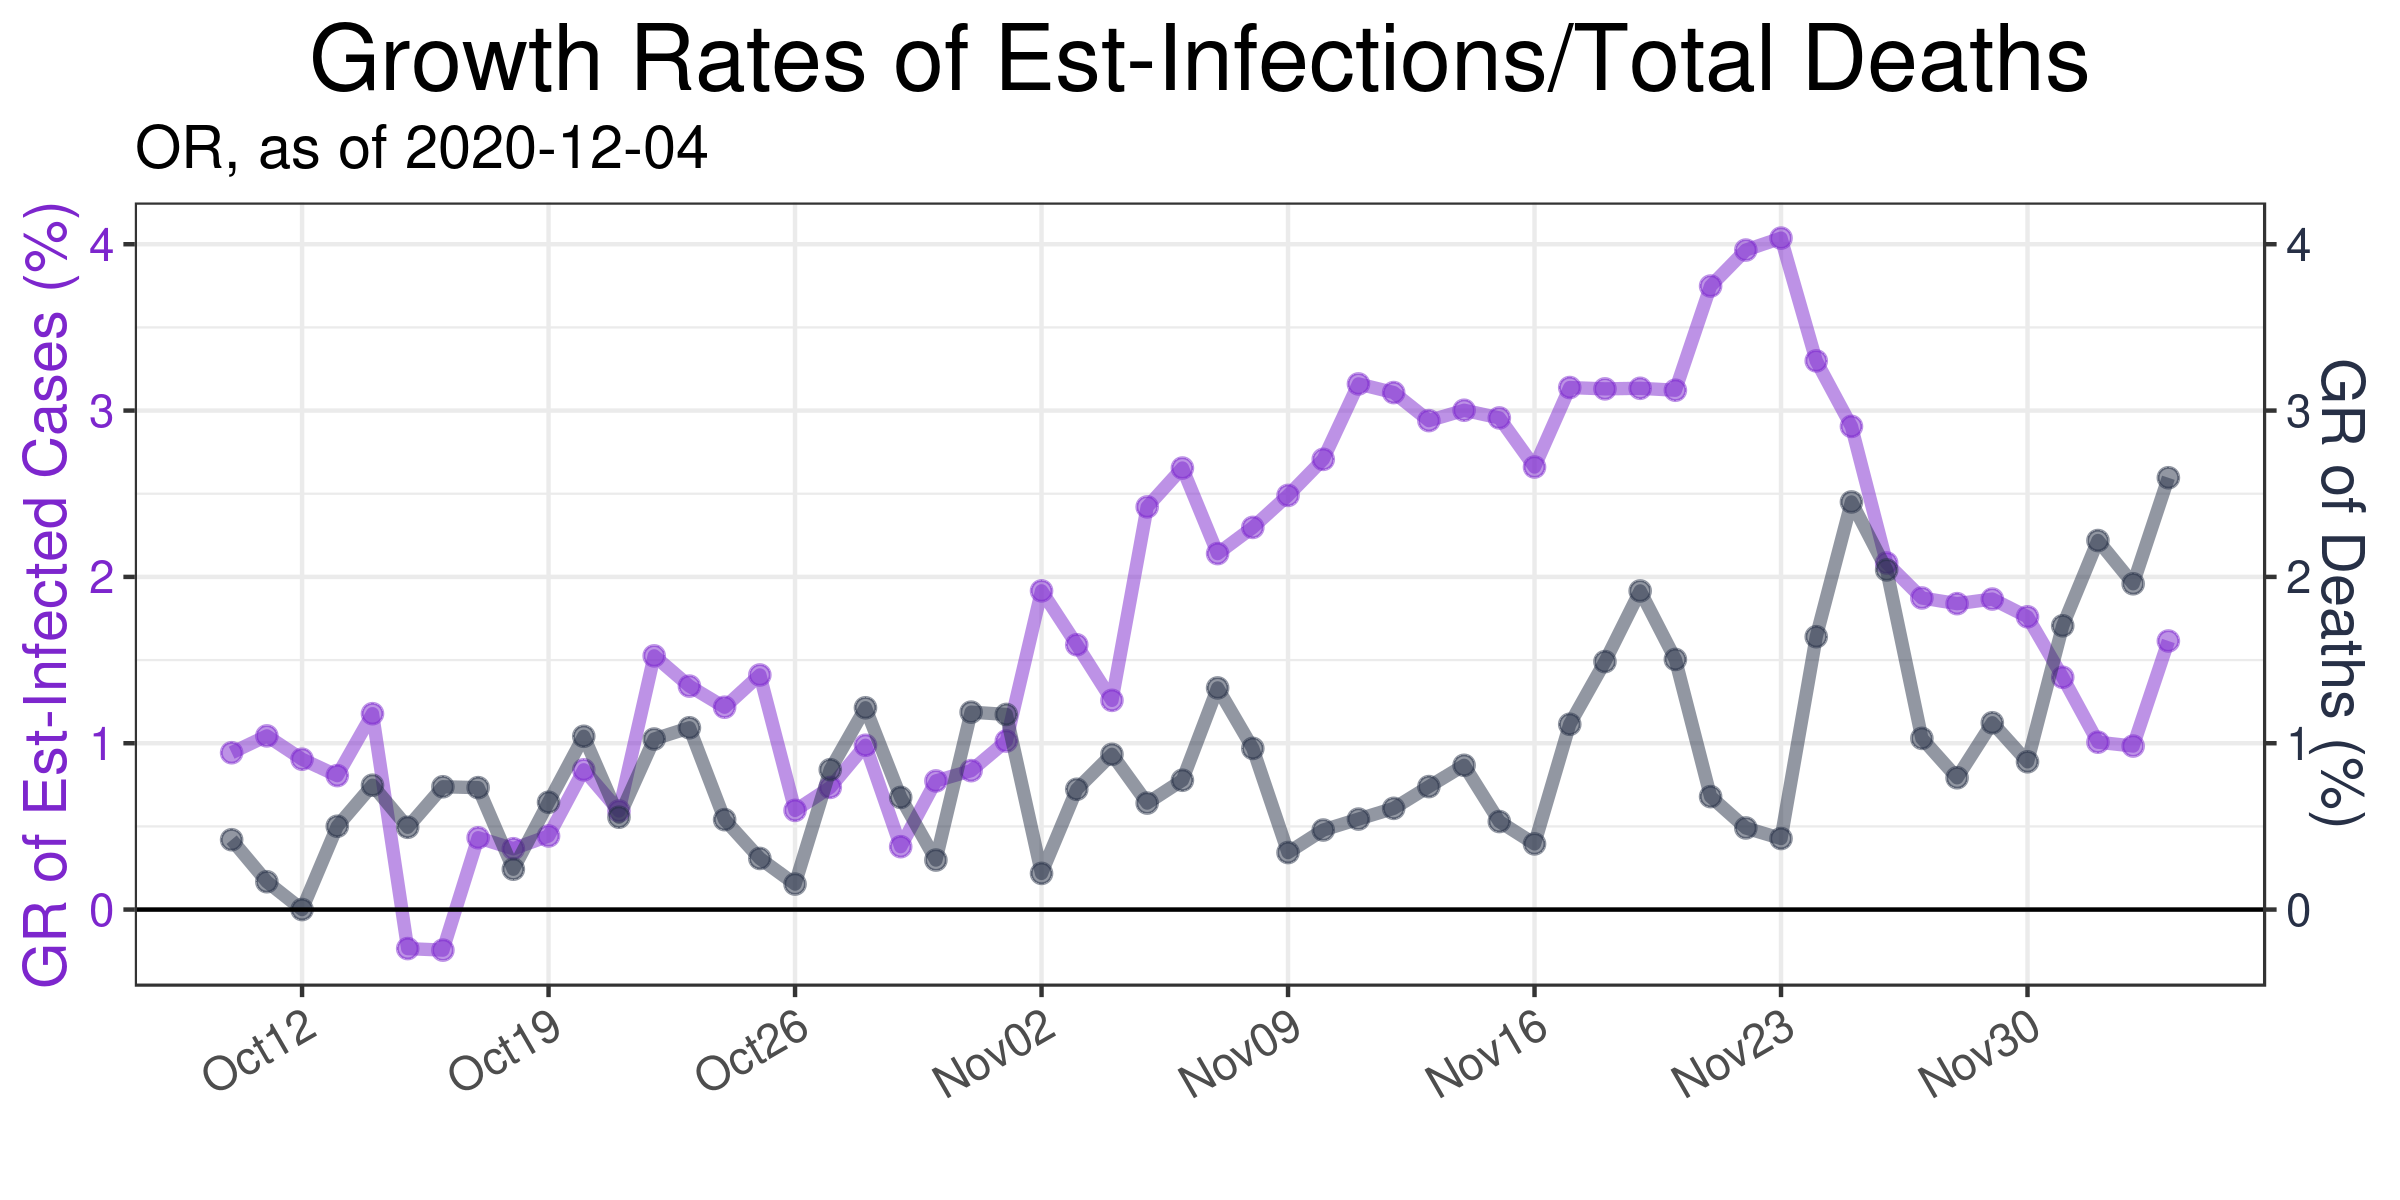 Growth Rates of Est-Infections/Total Deaths
OR, as of 2020-12-04
GR of Est-Infected Cases (%)
4
3
2
1
0
4
3
2
1
0
GR of Deaths (%)
Oct12
Oct19
Oct26
Nov02
Nov09
Nov16
Nov23
Nov30